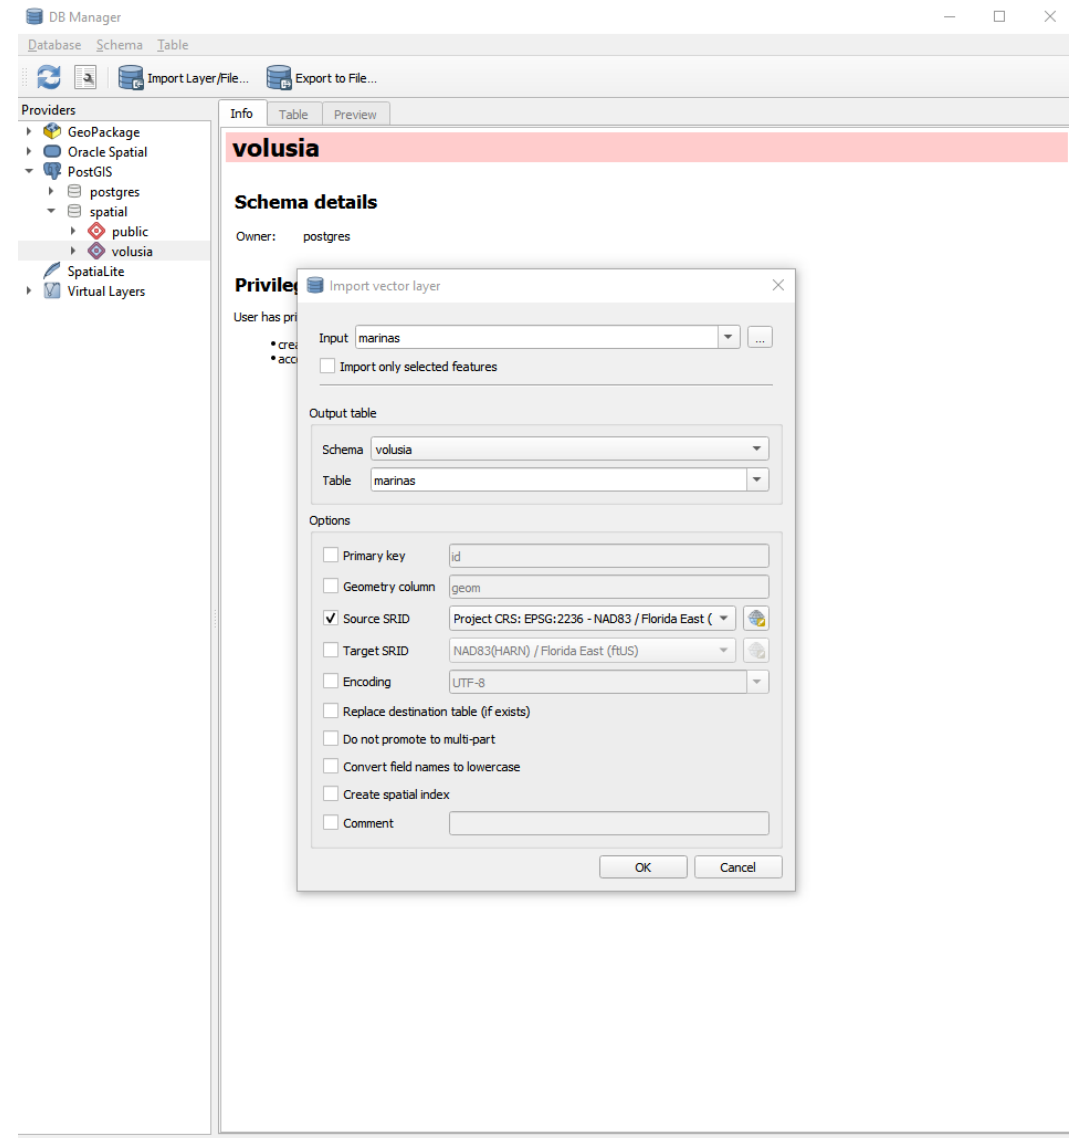 DB Manager
Database Schema Table
Import Layer/File... Export to File...
Providers
GeoPackage
Oracle Spatial
PostGIS
postgres
spatial
public
volusia
SpatiaLite
Virtual Layers
Info Table Preview
volusia
Schema details
Owner: postgres
Privile
User has pri
• crea
• acc
Import vector layer
Input marinas ...
Import only selected features
Output table
Schema volusia
Table marinas
Options
Primary key id
Geometry column geom
Source SRID Project CRS: EPSG:2236 - NAD83 / Florida East (
Target SRID NAD83(HARN) / Florida East (ftUS)
Encoding UTF-8
Replace destination table (if exists)
Do not promote to multi-part
Convert field names to lowercase
Create spatial index
Comment
OK Cancel